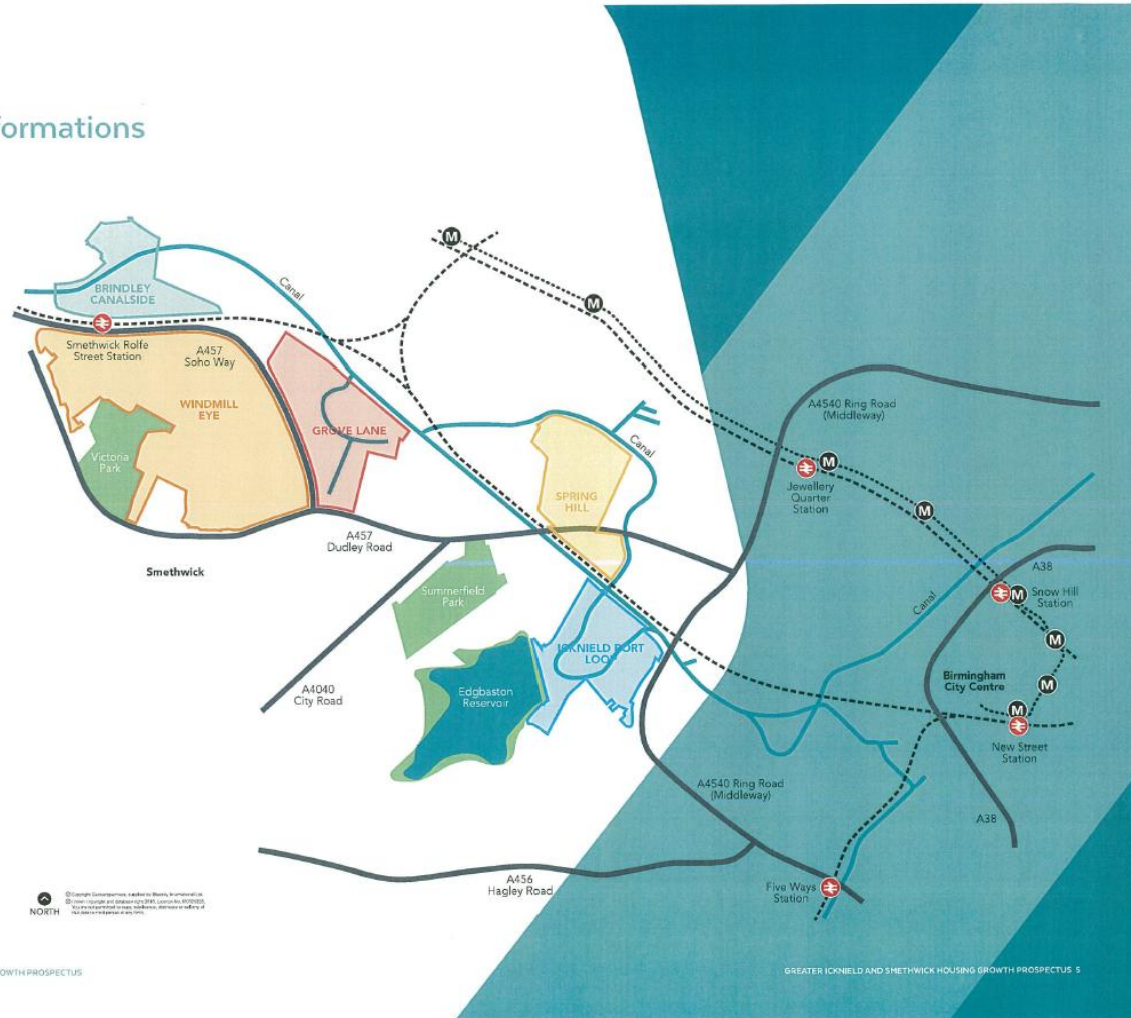 formations
M
M
Canal
BRINDLEY
CANALSIDE
Smethwick Rolfe
Street Station
A457
Soho Way
WINDMILL
EYE
GROVE LANE
Victoria
Park
A4540 Ring Road
(Middleway)
Canal
M
Jewellery
Quarter
Station
SPRING
HILL
M
A457
Dudley Road
Smethwick
A38
M
Snow Hill
Station
Summerfield
Park
Canal
M
ICKNIELD PORT
LOOP
Birmingham
City Centre
M
A4040
City Road
Edgbaston
Reservoir
M
New Street
Station
A4540 Ring Road
(Middleway)
A38
A456
Hagley Road
Five Ways
Station
NORTH
OWTH PROSPECTUS
GREATER ICKNIELD AND SMETHWICK HOUSING GROWTH PROSPECTUS 5